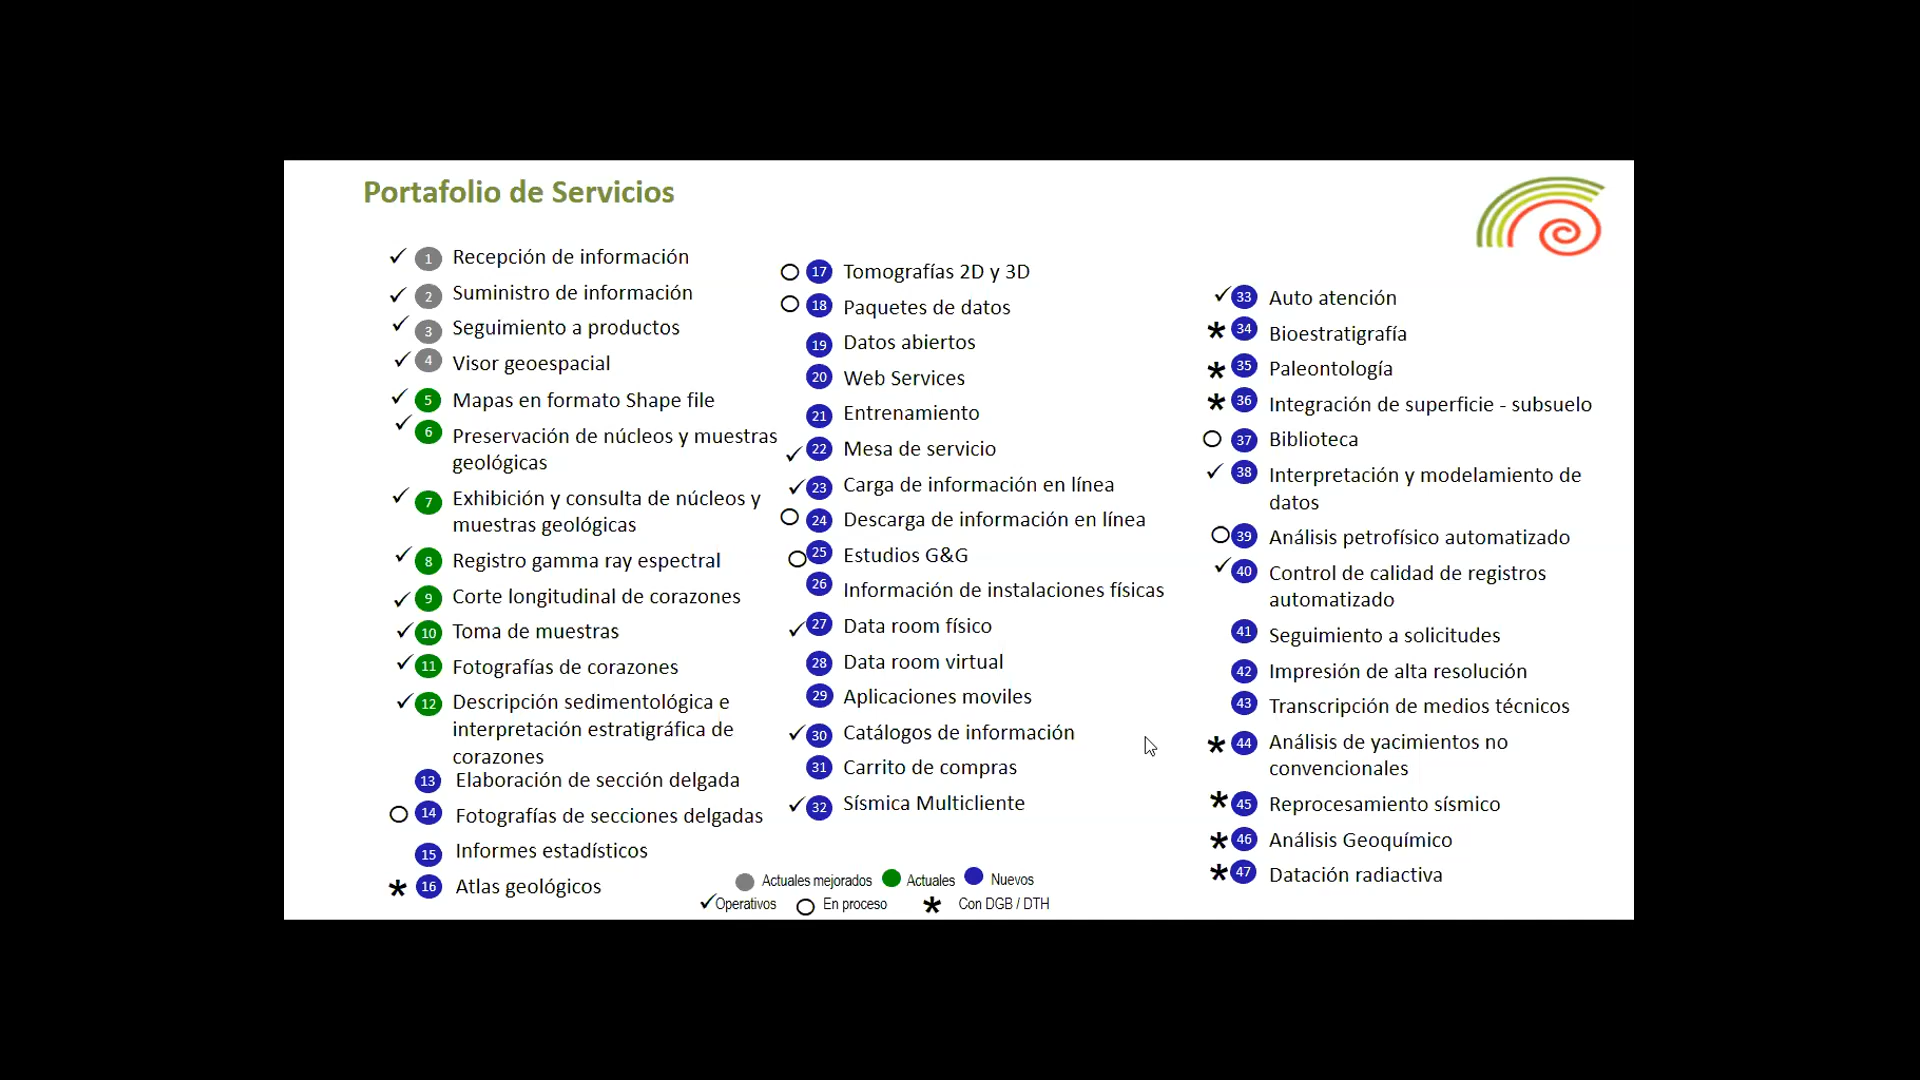 Portafolio de Servicios
✓ 1 Recepción de información
✓ 2 Suministro de información
✓ 3 Seguimiento a productos
✓ 4 Visor geoespacial
✓ 5 Mapas en formato Shape file
✓ 6 Preservación de núcleos y muestras
geológicas
✓ 7 Exhibición y consulta de núcleos y
muestras geológicas
✓ 8 Registro gamma ray espectral
✓ 9 Corte longitudinal de corazones
✓ 10 Toma de muestras
✓ 11 Fotografías de corazones
✓ 12 Descripción sedimentológica e
interpretación estratigráfica de
corazones
13 Elaboración de sección delgada
○ 14 Fotografías de secciones delgadas
15 Informes estadísticos
* 16 Atlas geológicos
○ 17 Tomografías 2D y 3D
○ 18 Paquetes de datos
19 Datos abiertos
20 Web Services
21 Entrenamiento
✓ 22 Mesa de servicio
✓ 23 Carga de información en línea
○ 24 Descarga de información en línea
○ 25 Estudios G&G
26 Información de instalaciones físicas
✓ 27 Data room físico
28 Data room virtual
29 Aplicaciones moviles
✓ 30 Catálogos de información
31 Carrito de compras
✓ 32 Sísmica Multicliente
✓ 33 Auto atención
* 34 Bioestratigrafía
* 35 Paleontología
* 36 Integración de superficie - subsuelo
○ 37 Biblioteca
✓ 38 Interpretación y modelamiento de
datos
○ 39 Análisis petrofísico automatizado
✓ 40 Control de calidad de registros
automatizado
41 Seguimiento a solicitudes
42 Impresión de alta resolución
43 Transcripción de medios técnicos
* 44 Análisis de yacimientos no
convencionales
* 45 Reprocesamiento sísmico
* 46 Análisis Geoquímico
* 47 Datación radiactiva
Actuales mejorados Actuales Nuevos
✓ Operativos ○ En proceso * Con DGB / DTH